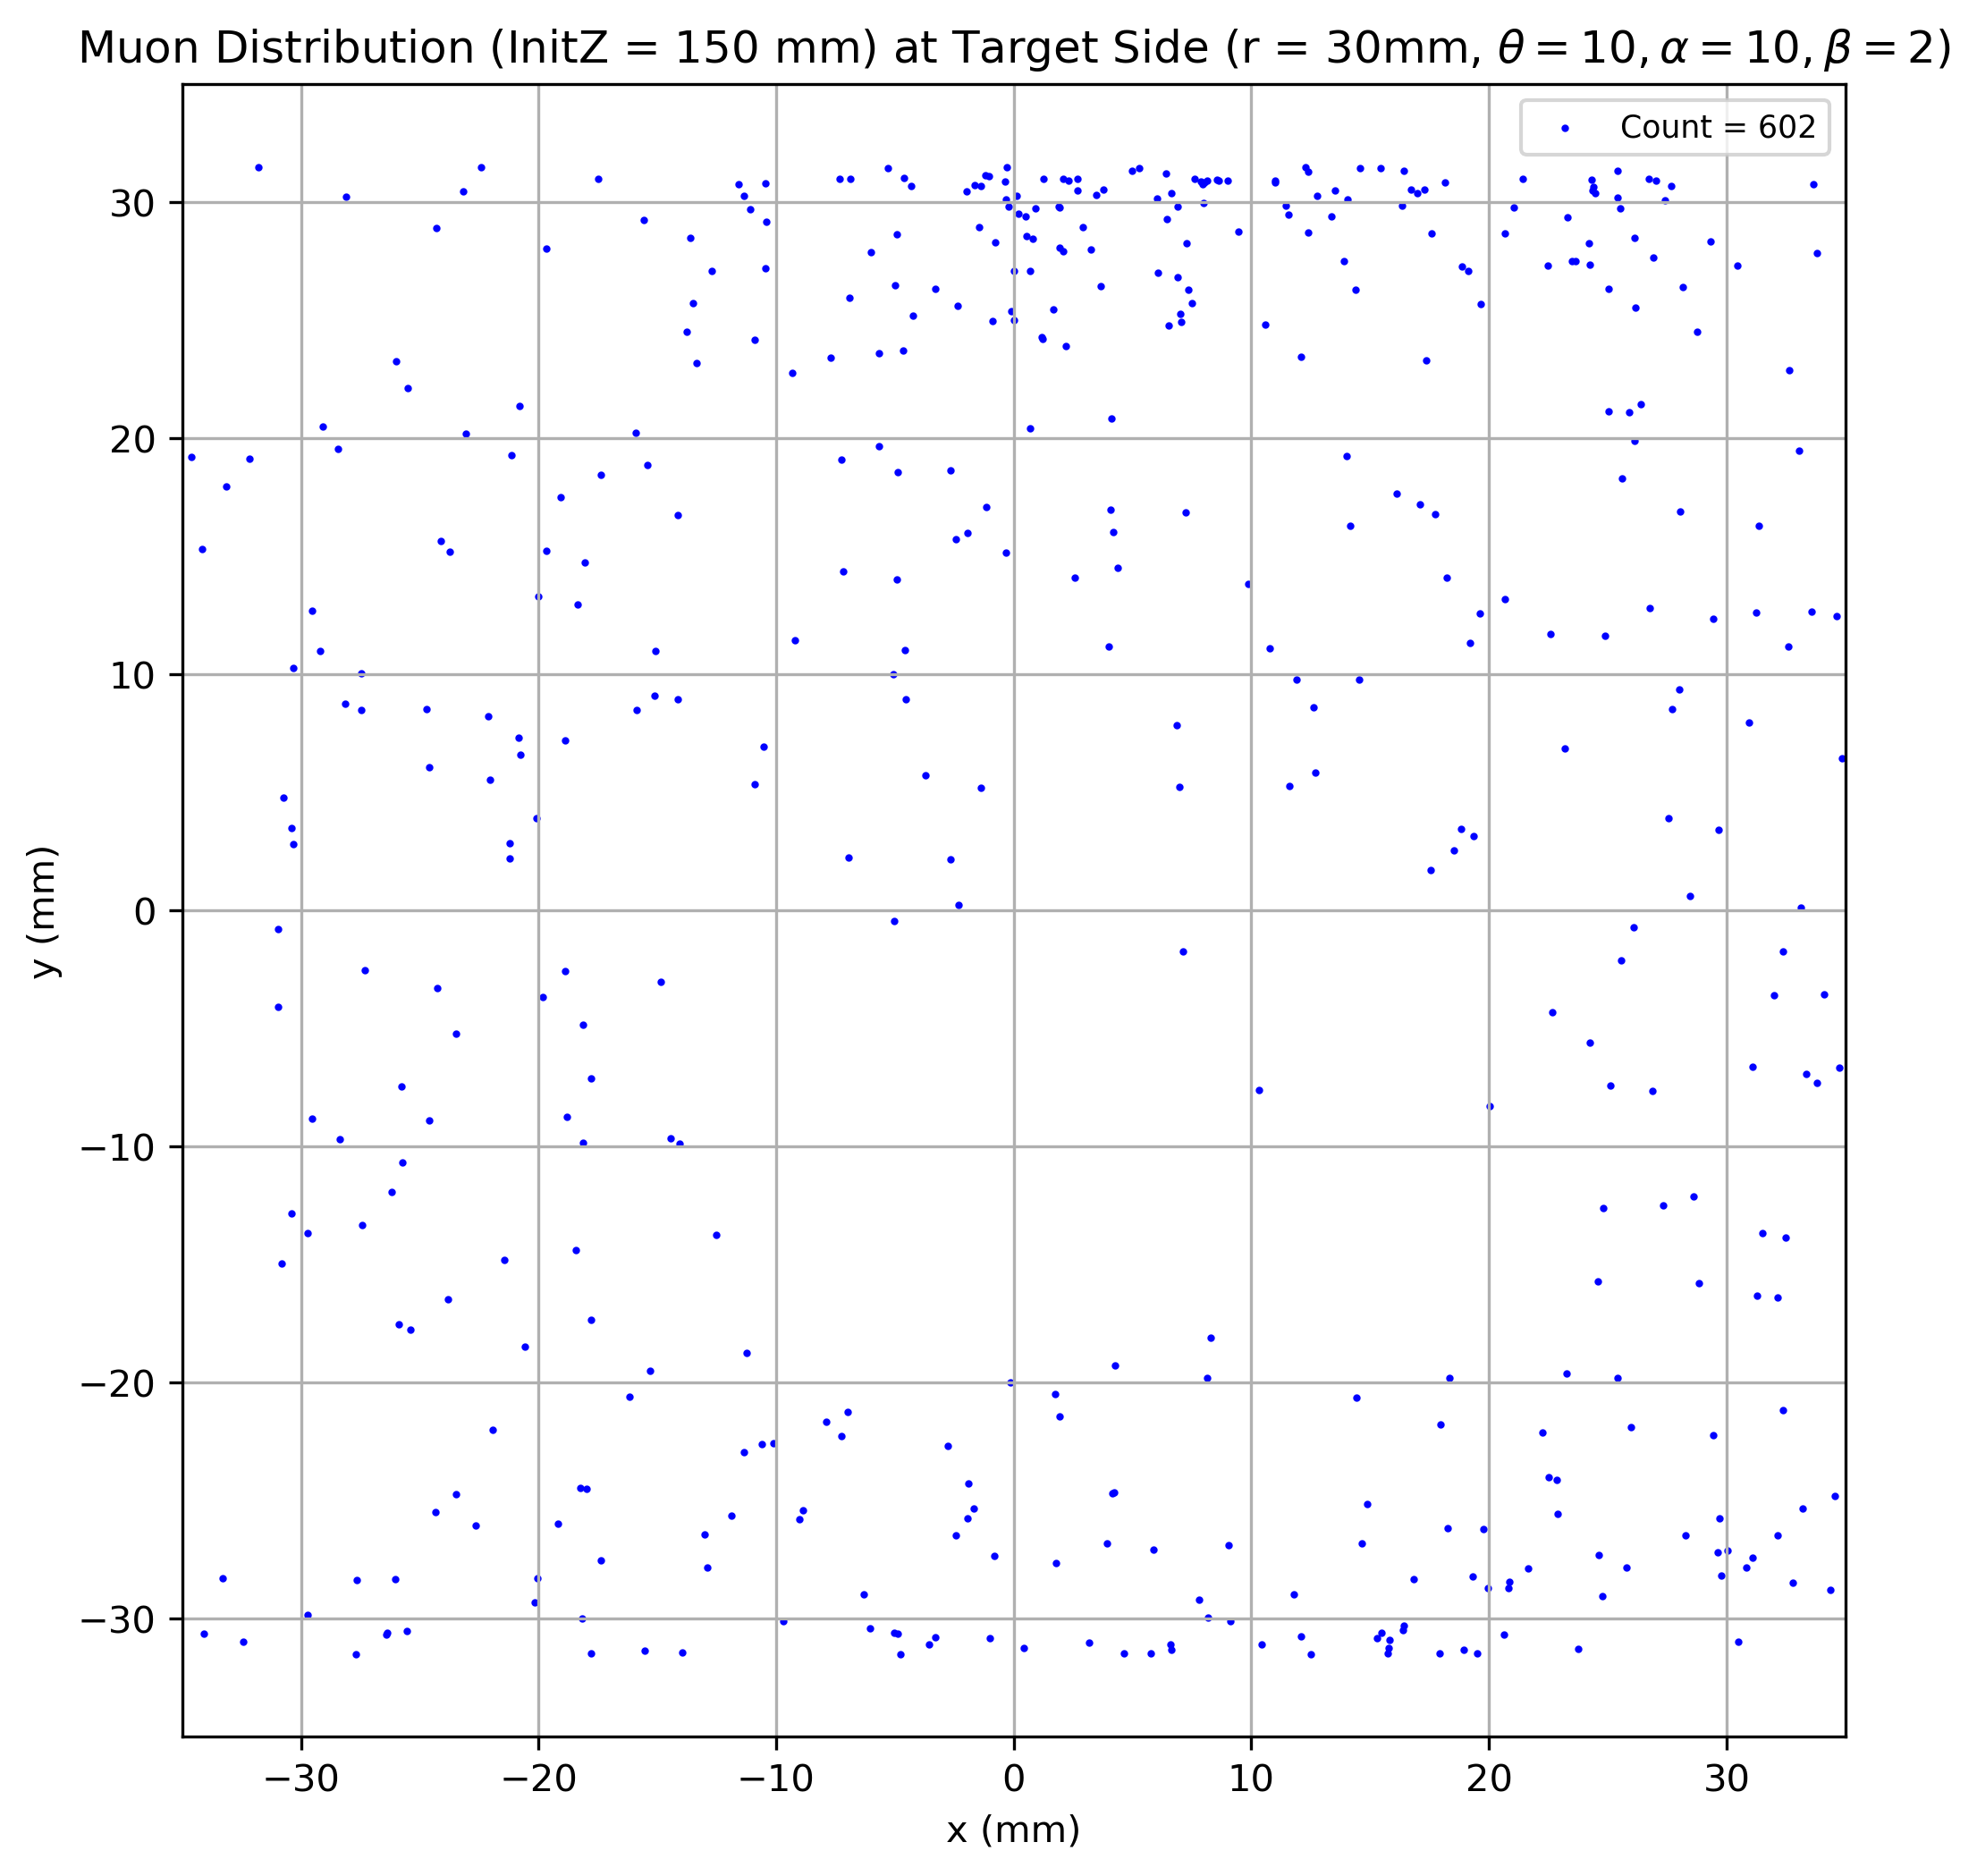 Muon Distribution (InitZ = 150 mm) at Target Side (r = 30mm, θ = 10, α = 10, β = 2)
Count = 602
30
20
10
0
−10
−20
−30
y (mm)
−30 −20 −10 0 10 20 30
x (mm)